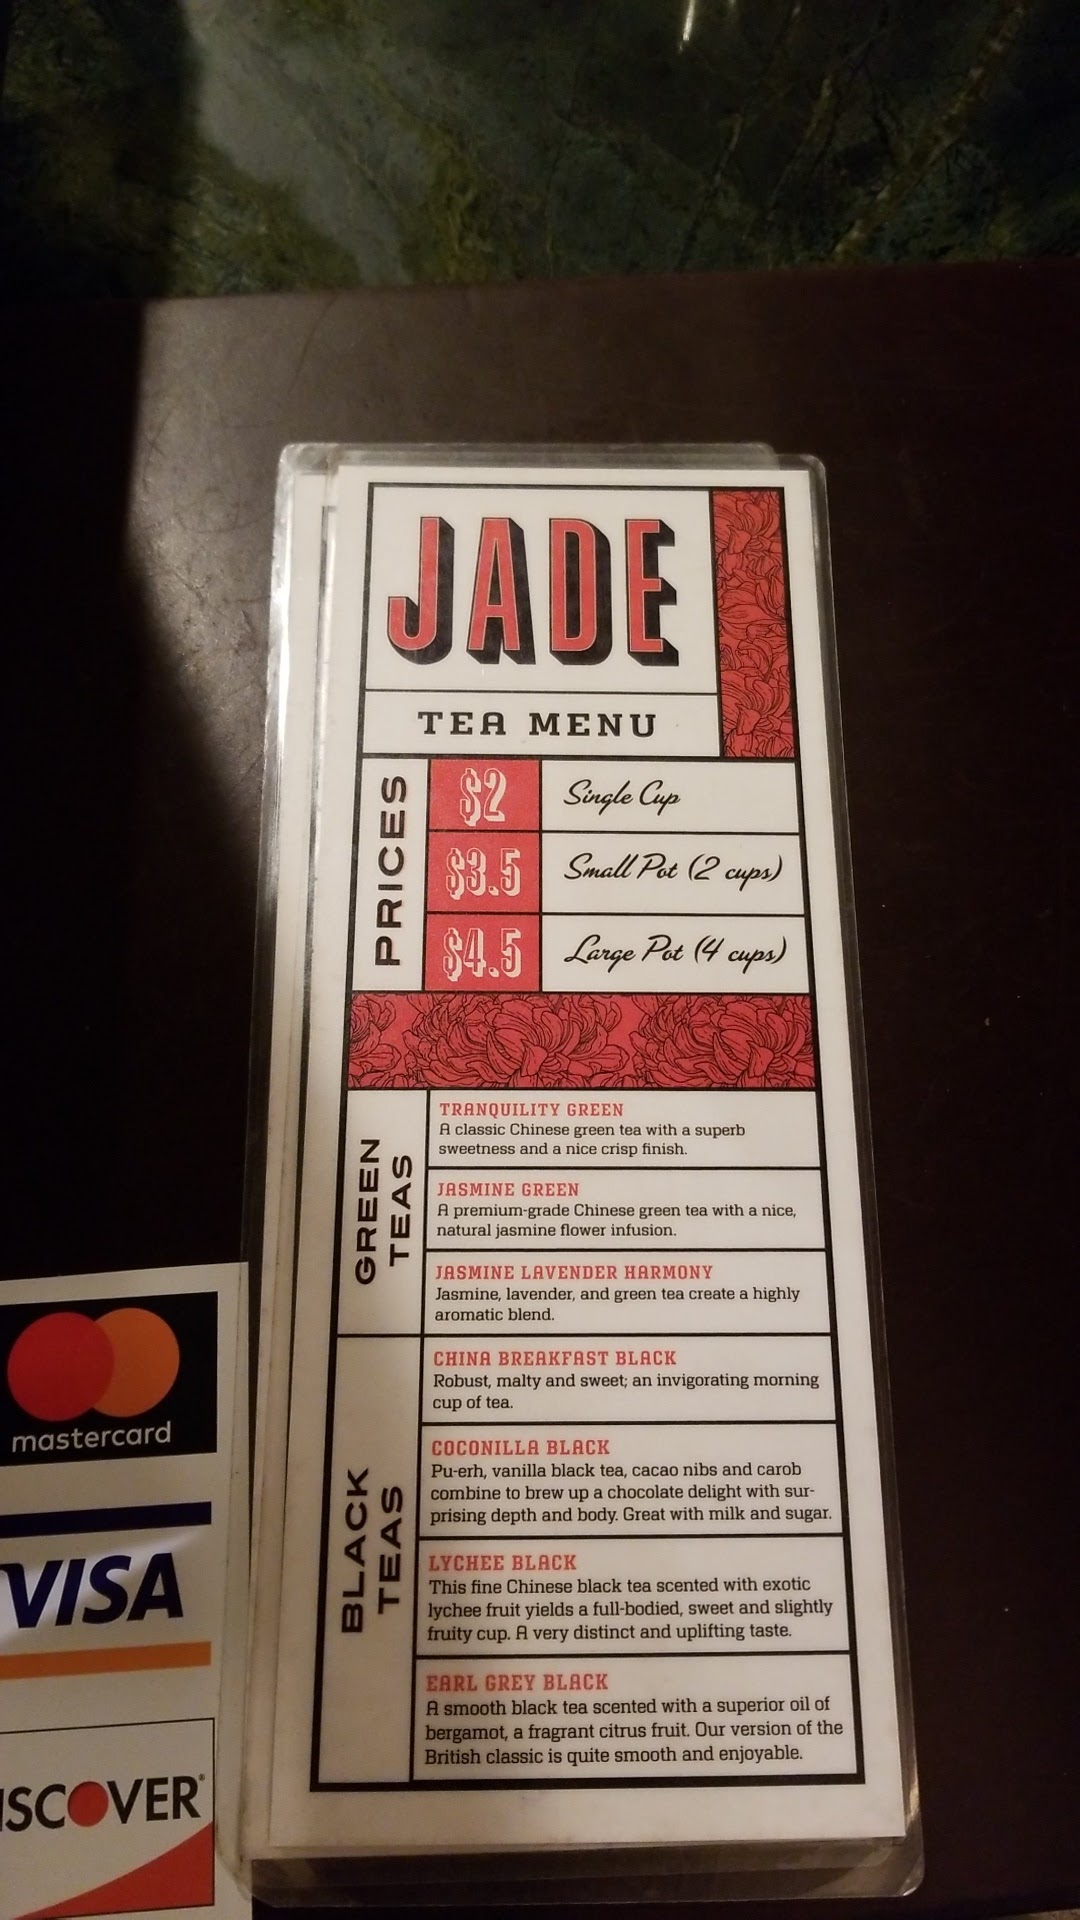 JADE
TEA MENU
PRICES
$2 Single Cup
$3.5 Small Pot (2 cups)
$4.5 Large Pot (4 cups)
GREEN
TEAS
TRANQUILITY GREEN
A classic Chinese green tea with a superb
sweetness and a nice crisp finish.
JASMINE GREEN
A premium-grade Chinese green tea with a nice,
natural jasmine flower infusion.
JASMINE LAVENDER HARMONY
Jasmine, lavender, and green tea create a highly
aromatic blend.
BLACK
TEAS
CHINA BREAKFAST BLACK
Robust, malty and sweet; an invigorating morning
cup of tea.
COCONILLA BLACK
Pu-erh, vanilla black tea, cacao nibs and carob
combine to brew up a chocolate delight with sur-
prising depth and body. Great with milk and sugar.
LYCHEE BLACK
This fine Chinese black tea scented with exotic
lychee fruit yields a full-bodied, sweet and slightly
fruity cup. A very distinct and uplifting taste.
EARL GREY BLACK
A smooth black tea scented with a superior oil of
bergamot, a fragrant citrus fruit. Our version of the
British classic is quite smooth and enjoyable.
mastercard
VISA
ISCOVER®